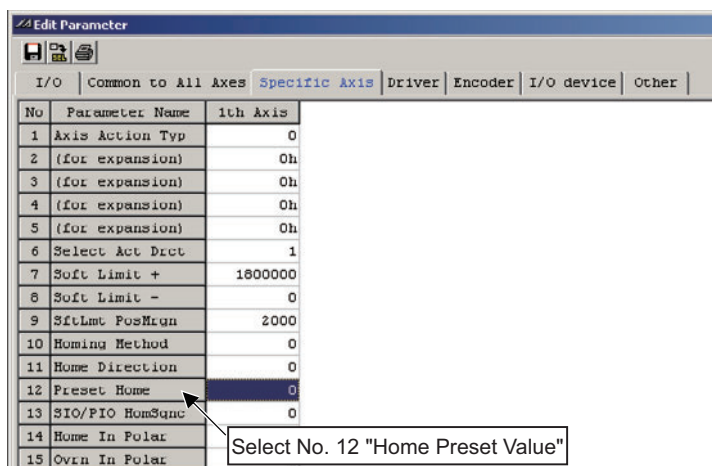 Edit Parameter
I/O Common to All Axes Specific Axis Driver Encoder I/O device Other
No Parameter Name 1th Axis
1 Axis Action Typ 0
2 (for expansion) 0h
3 (for expansion) 0h
4 (for expansion) 0h
5 (for expansion) 0h
6 Select Act Drct 1
7 Soft Limit + 1800000
8 Soft Limit - 0
9 SftLmt PosMrgn 2000
10 Homing Method 0
11 Home Direction 0
12 Preset Home 0
13 SIO/PIO HomSqnc 0
14 Home In Polar
Select No. 12 "Home Preset Value"
15 Ovrn In Polar